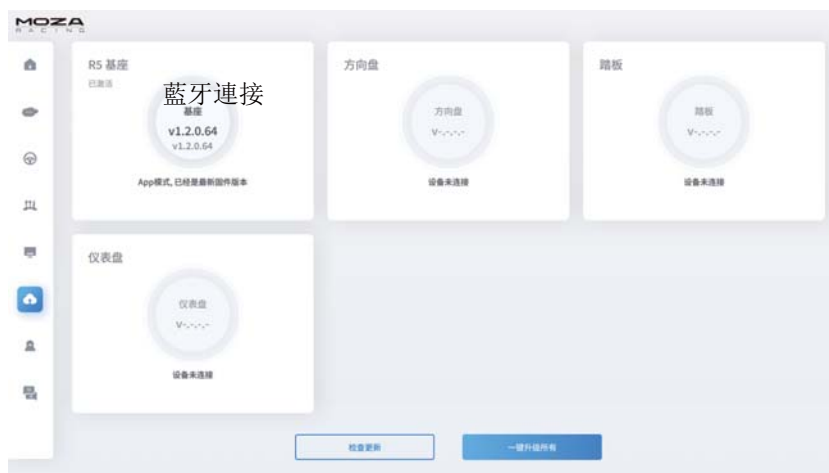 MOZA
RACING
R5 基座
已激活
藍牙連接
基座
v1.2.0.64
v1.2.0.64
App模式, 已经是最新固件版本
方向盘
方向盘
v-.-.-.-
设备未连接
踏板
踏板
v-.-.-.-
设备未连接
仪表盘
仪表盘
v-.-.-.-
设备未连接
检查更新
一键升级所有